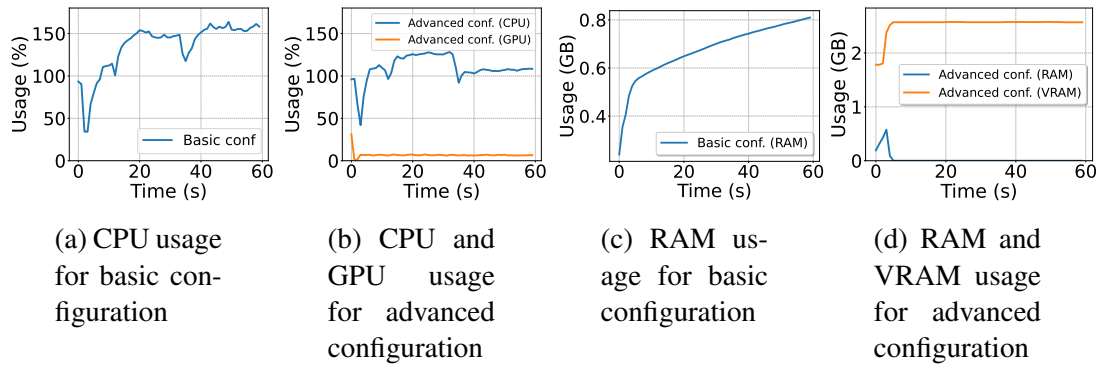 Usage (%)
150
100
50
0
Basic conf
0
20
40
60
Time (s)
(a) CPU usage
for basic con-
figuration
Usage (%)
150
100
50
0
Advanced conf. (CPU)
Advanced conf. (GPU)
0
20
40
60
Time (s)
(b) CPU and
GPU usage
for advanced
configuration
Usage (GB)
0.8
0.6
0.4
Basic conf. (RAM)
0
20
40
60
Time (s)
(c) RAM us-
age for basic
configuration
Usage (GB)
2
1
0
Advanced conf. (RAM)
Advanced conf. (VRAM)
0
20
40
60
Time (s)
(d) RAM and
VRAM usage
for advanced
configuration